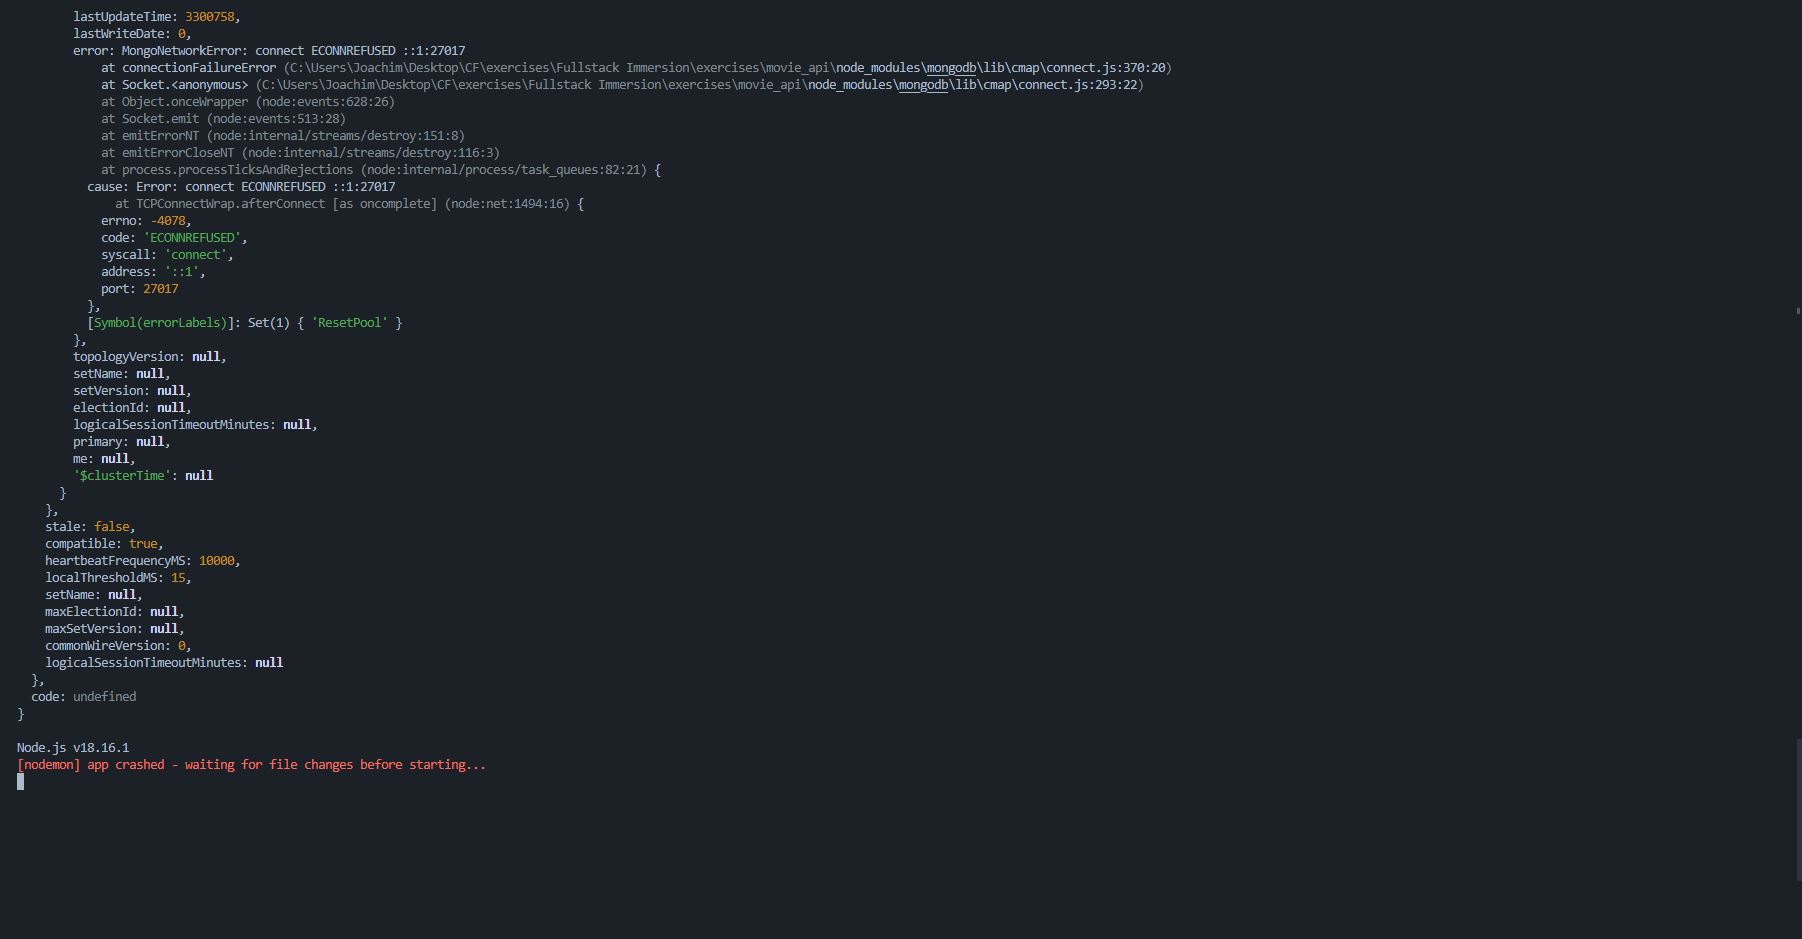 lastUpdateTime: 3300758,
lastWriteDate: 0,
error: MongoNetworkError: connect ECONNREFUSED ::1:27017
at connectionFailureError (C:\Users\Joachim\Desktop\CF\exercises\Fullstack Immersion\exercises\movie_api\node_modules\mongodb\lib\cmap\connect.js:370:20)
at Socket.<anonymous> (C:\Users\Joachim\Desktop\CF\exercises\Fullstack Immersion\exercises\movie_api\node_modules\mongodb\lib\cmap\connect.js:293:22)
at Object.onceWrapper (node:events:628:26)
at Socket.emit (node:events:513:28)
at emitErrorNT (node:internal/streams/destroy:151:8)
at emitErrorCloseNT (node:internal/streams/destroy:116:3)
at process.processTicksAndRejections (node:internal/process/task_queues:82:21) {
cause: Error: connect ECONNREFUSED ::1:27017
at TCPConnectWrap.afterConnect [as oncomplete] (node:net:1494:16) {
errno: -4078,
code: 'ECONNREFUSED',
syscall: 'connect',
address: '::1',
port: 27017
},
[Symbol(errorLabels)]: Set(1) { 'ResetPool' }
},
topologyVersion: null,
setName: null,
setVersion: null,
electionId: null,
logicalSessionTimeoutMinutes: null,
primary: null,
me: null,
'$clusterTime': null
}
},
stale: false,
compatible: true,
heartbeatFrequencyMS: 10000,
localThresholdMS: 15,
setName: null,
maxElectionId: null,
maxSetVersion: null,
commonWireVersion: 0,
logicalSessionTimeoutMinutes: null
},
code: undefined
}
Node.js v18.16.1
[nodemon] app crashed - waiting for file changes before starting...